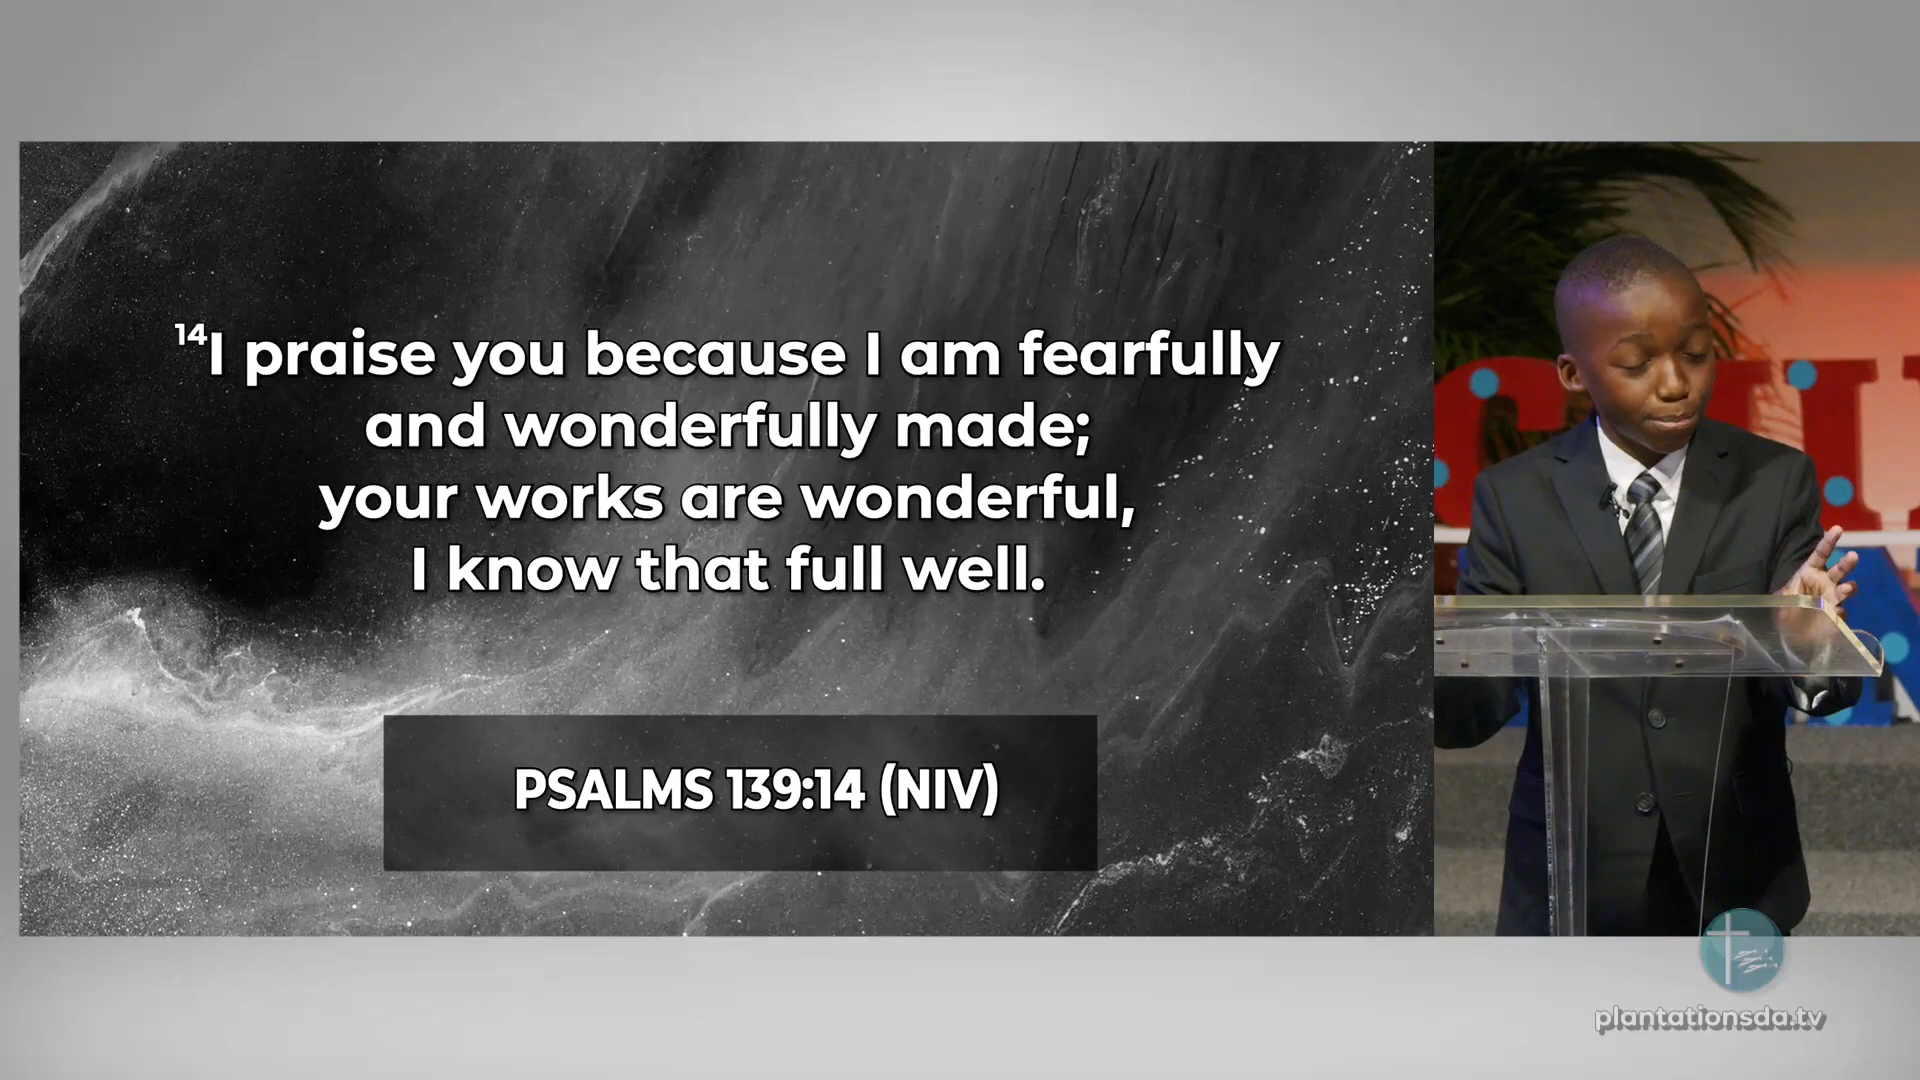 ¹⁴I praise you because I am fearfully
and wonderfully made;
your works are wonderful,
I know that full well.
PSALMS 139:14 (NIV)
plantationsda.tv